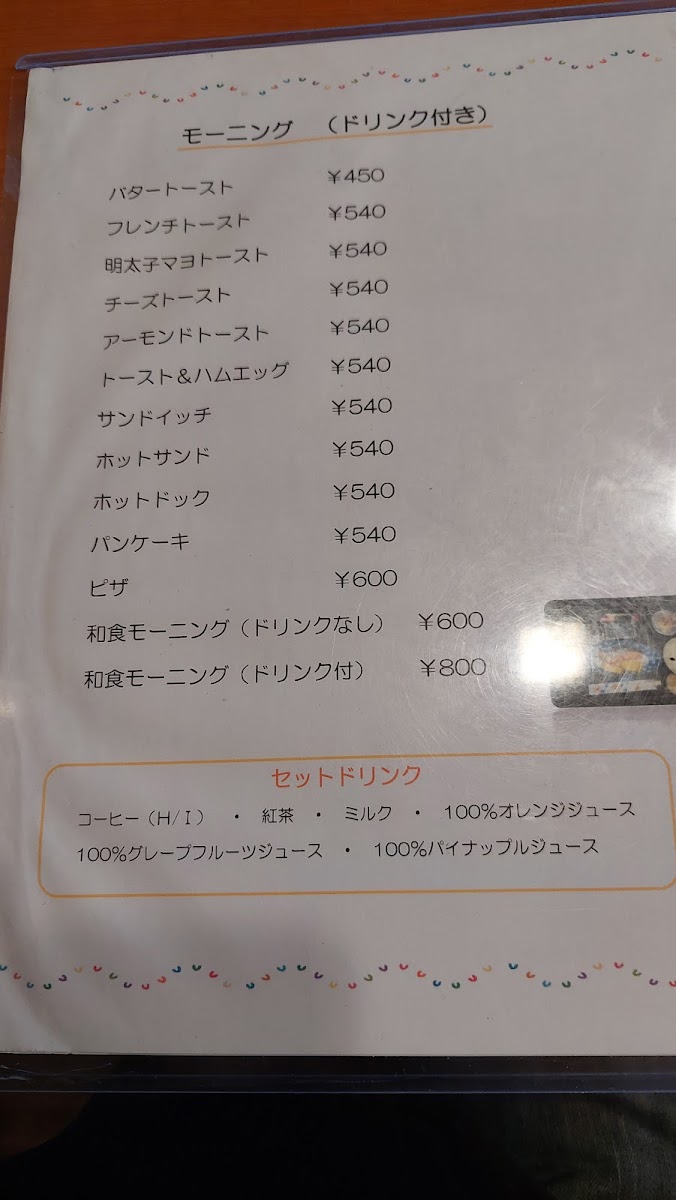 モーニング （ドリンク付き）
バタートースト ¥450
フレンチトースト ¥540
明太子マヨトースト ¥540
チーズトースト ¥540
アーモンドトースト ¥540
トースト＆ハムエッグ ¥540
サンドイッチ ¥540
ホットサンド ¥540
ホットドック ¥540
パンケーキ ¥540
ピザ ¥600
和食モーニング（ドリンクなし） ¥600
和食モーニング（ドリンク付） ¥800
セットドリンク
コーヒー（H/I） ・ 紅茶 ・ ミルク ・ 100%オレンジジュース
100%グレープフルーツジュース ・ 100%パイナップルジュース